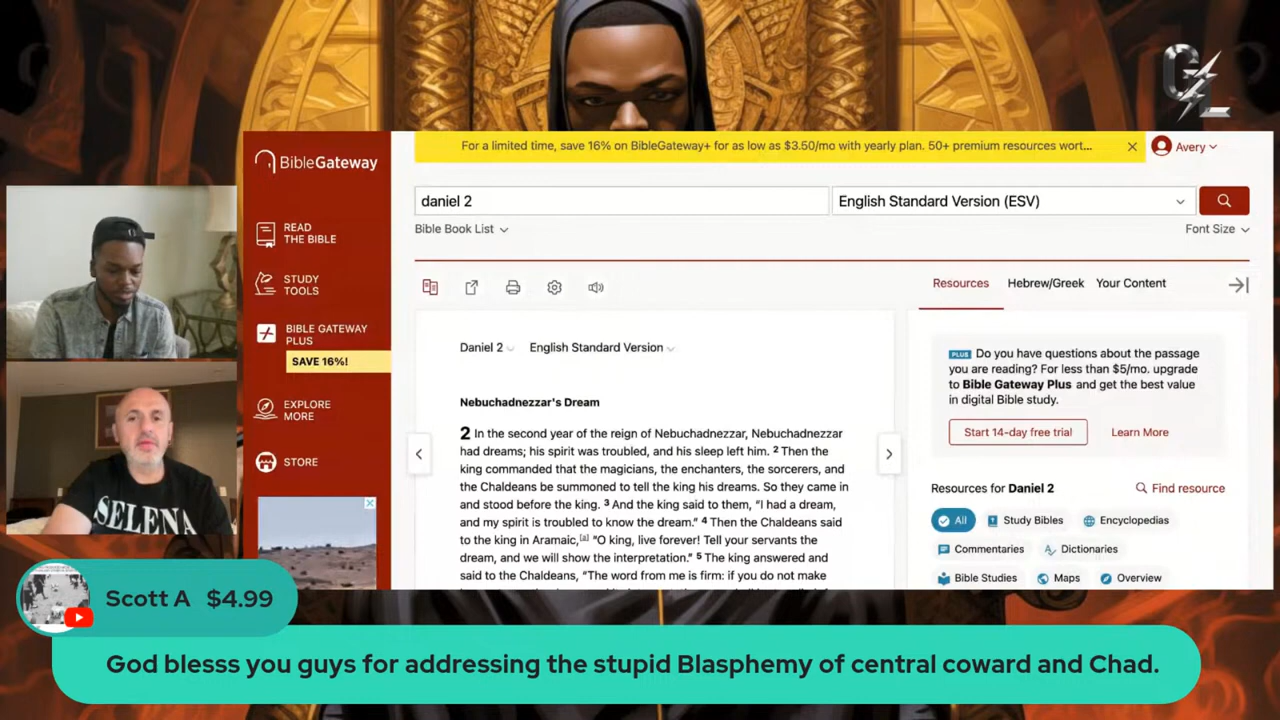 GL
For a limited time, save 16% on BibleGateway+ for as low as $3.50/mo with yearly plan. 50+ premium resources wort...
Avery
BibleGateway
daniel 2
English Standard Version (ESV)
Bible Book List
Font Size
READ
THE BIBLE
STUDY
TOOLS
BIBLE GATEWAY
PLUS
SAVE 16%!
EXPLORE
MORE
STORE
Resources
Hebrew/Greek
Your Content
Daniel 2
English Standard Version
Nebuchadnezzar's Dream
2 In the second year of the reign of Nebuchadnezzar, Nebuchadnezzar
had dreams; his spirit was troubled, and his sleep left him. 2 Then the
king commanded that the magicians, the enchanters, the sorcerers, and
the Chaldeans be summoned to tell the king his dreams. So they came in
and stood before the king. 3 And the king said to them, “I had a dream,
and my spirit is troubled to know the dream.” 4 Then the Chaldeans said
to the king in Aramaic,[a] “O king, live forever! Tell your servants the
dream, and we will show the interpretation.” 5 The king answered and
said to the Chaldeans, “The word from me is firm: if you do not make
PLUS Do you have questions about the passage
you are reading? For less than $5/mo. upgrade
to Bible Gateway Plus and get the best value
in digital Bible study.
Start 14-day free trial
Learn More
Resources for Daniel 2
Find resource
All
Study Bibles
Encyclopedias
Commentaries
Dictionaries
Bible Studies
Maps
Overview
SELENA
Scott A $4.99
God blesss you guys for addressing the stupid Blasphemy of central coward and Chad.